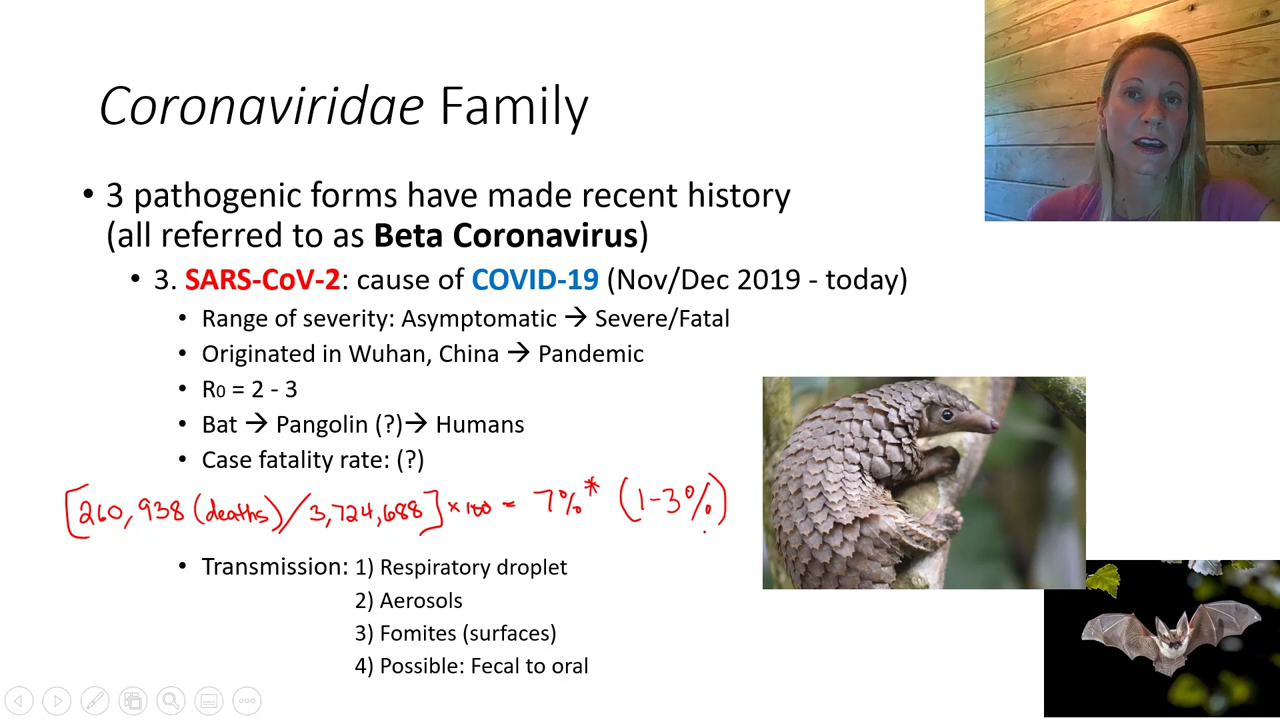 Coronaviridae Family
• 3 pathogenic forms have made recent history
(all referred to as Beta Coronavirus)
• 3. SARS-CoV-2: cause of COVID-19 (Nov/Dec 2019 - today)
• Range of severity: Asymptomatic → Severe/Fatal
• Originated in Wuhan, China → Pandemic
• R0 = 2 - 3
• Bat → Pangolin (?)→ Humans
• Case fatality rate: (?)
[260,938 (deaths)/3,724,688] × 100 = 7%* (1-3%)
• Transmission: 1) Respiratory droplet
2) Aerosols
3) Fomites (surfaces)
4) Possible: Fecal to oral